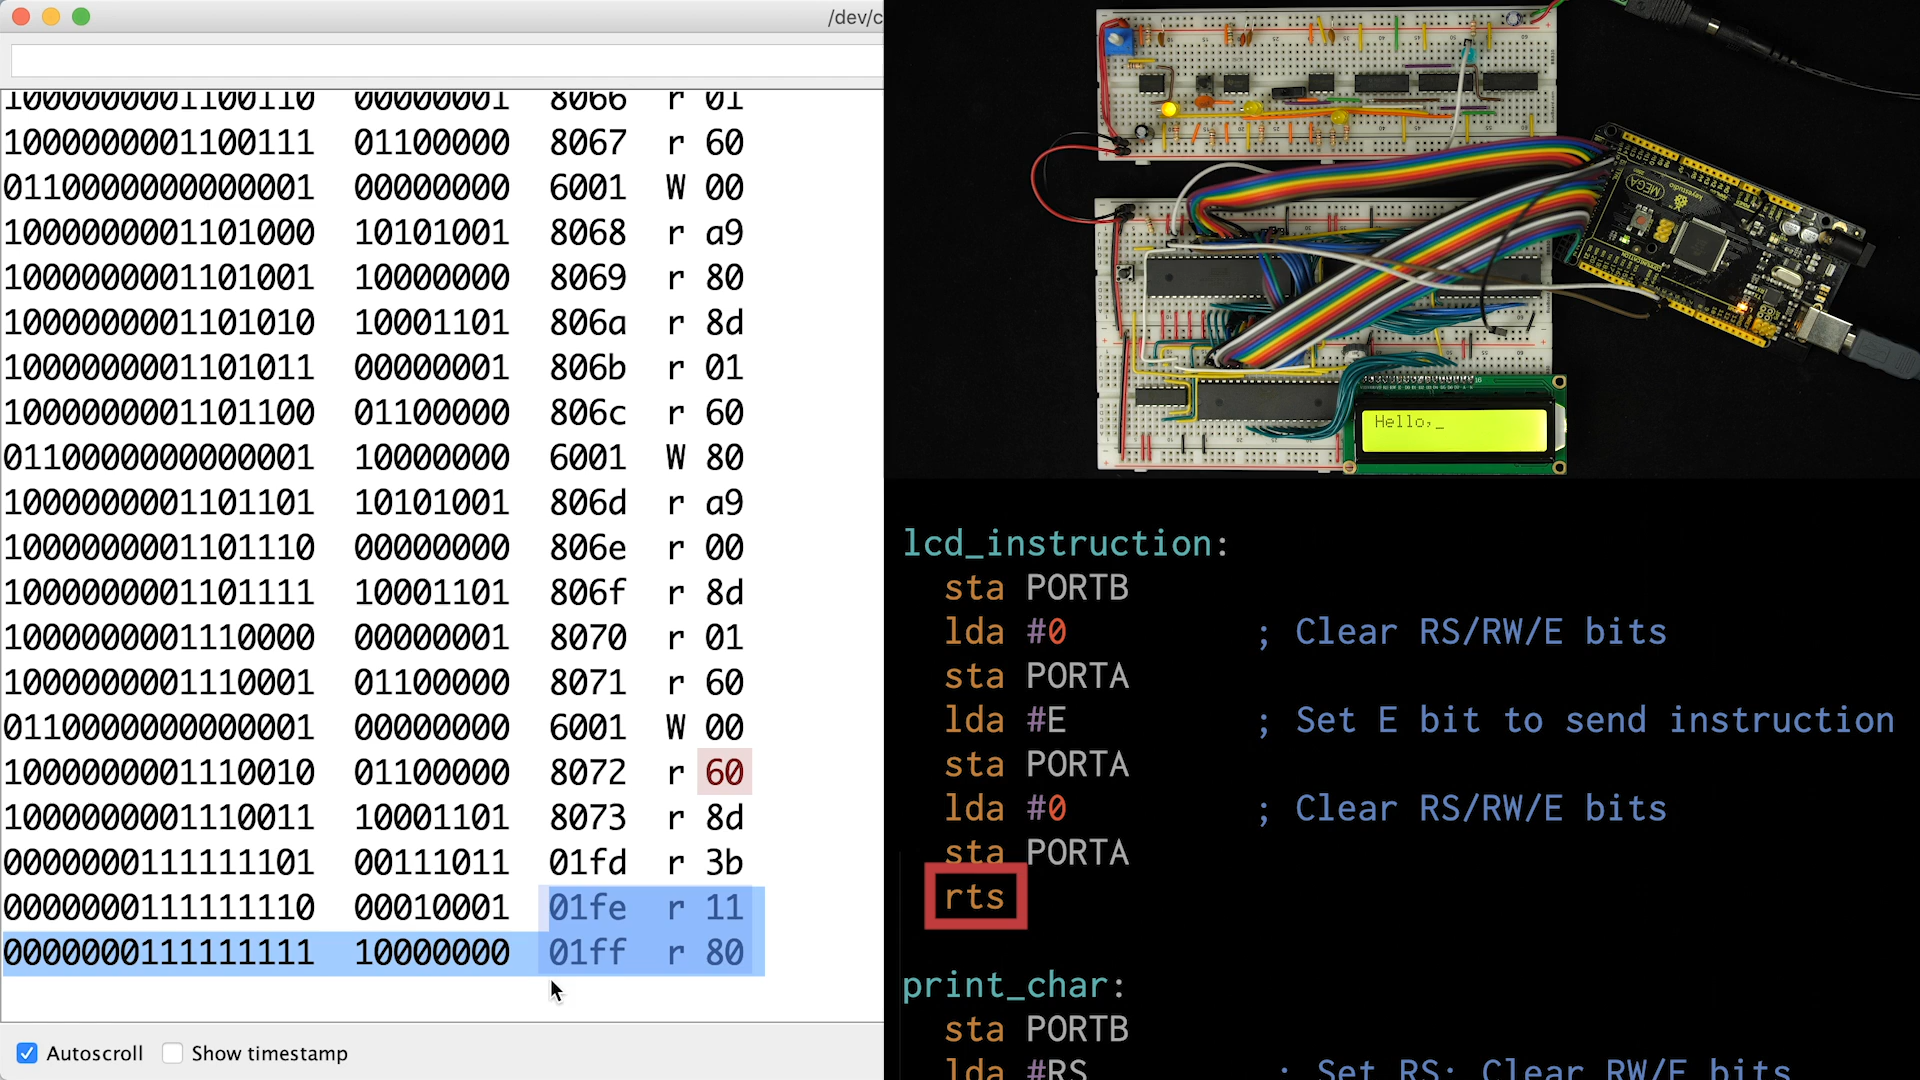 /dev/c
1000000001100110 00000001 8066 r 01
1000000001100111 01100000 8067 r 60
0110000000000001 00000000 6001 W 00
1000000001101000 10101001 8068 r a9
1000000001101001 10000000 8069 r 80
1000000001101010 10001101 806a r 8d
1000000001101011 00000001 806b r 01
1000000001101100 01100000 806c r 60
0110000000000001 10000000 6001 W 80
1000000001101101 10101001 806d r a9
1000000001101110 00000000 806e r 00
1000000001101111 10001101 806f r 8d
1000000001110000 00000001 8070 r 01
1000000001110001 01100000 8071 r 60
0110000000000001 00000000 6001 W 00
1000000001110010 01100000 8072 r 60
1000000001110011 10001101 8073 r 8d
0000000111111101 00111011 01fd r 3b
0000000111111110 00010001 01fe r 11
0000000111111111 10000000 01ff r 80
Autoscroll
Show timestamp
MEGA
keyestudio
Hello,_
lcd_instruction:
sta PORTB
lda #0 ; Clear RS/RW/E bits
sta PORTA
lda #E ; Set E bit to send instruction
sta PORTA
lda #0 ; Clear RS/RW/E bits
sta PORTA
rts
print_char:
sta PORTB
lda #RS ; Set RS; Clear RW/E bits